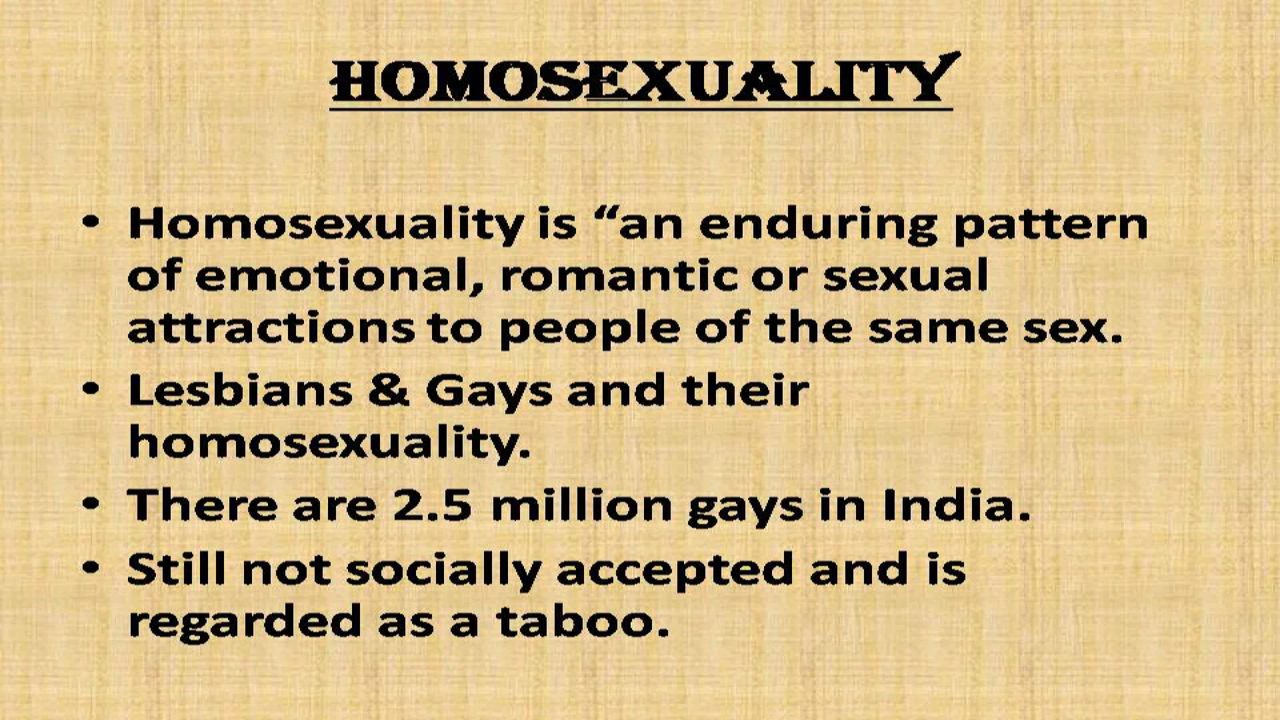 HOMOSEXUALITY
• Homosexuality is “an enduring pattern
of emotional, romantic or sexual
attractions to people of the same sex.
• Lesbians & Gays and their
homosexuality.
• There are 2.5 million gays in India.
• Still not socially accepted and is
regarded as a taboo.